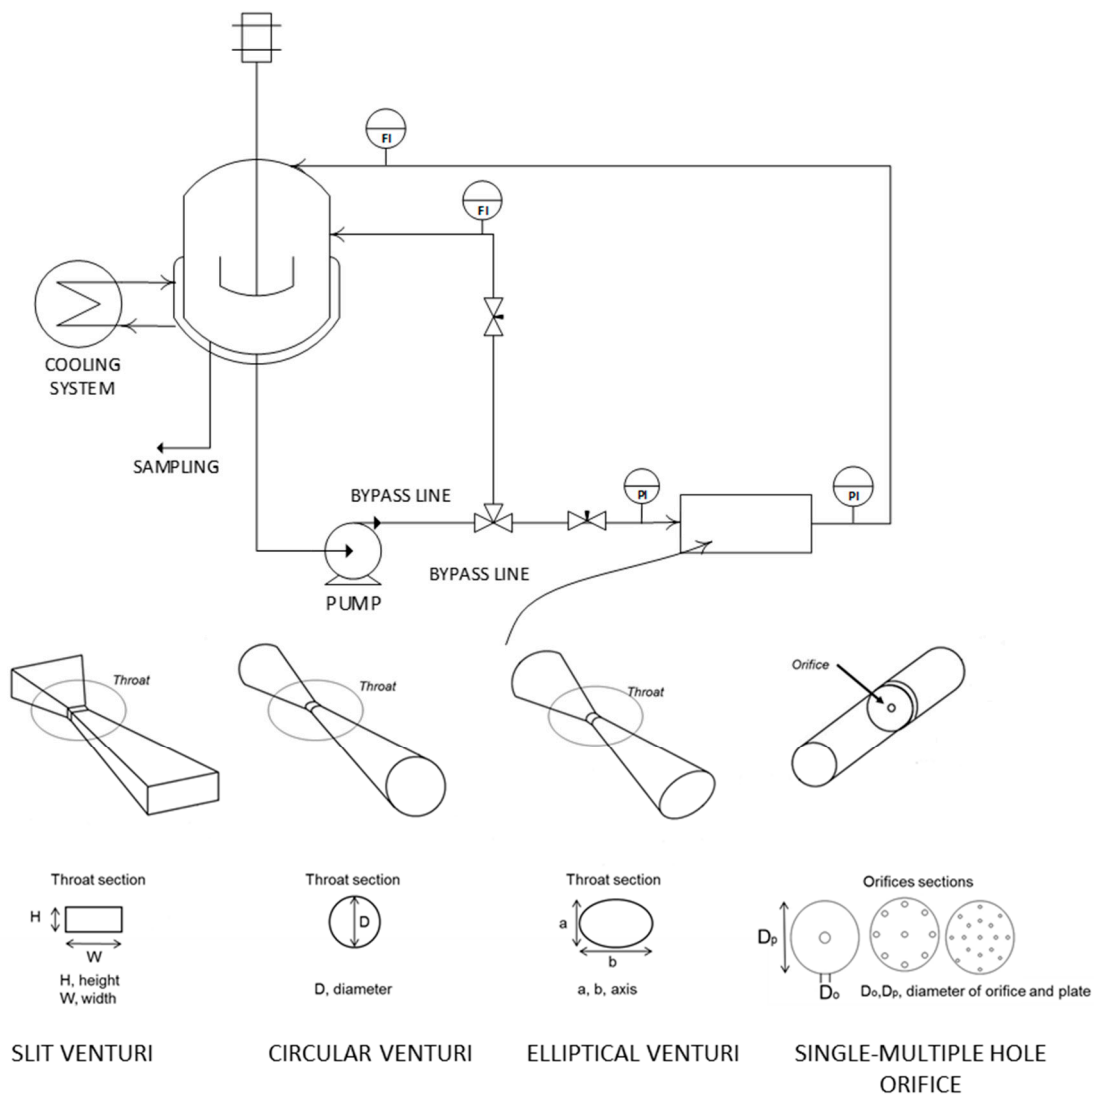 FI
FI
COOLING
SYSTEM
SAMPLING
BYPASS LINE
PI
PI
BYPASS LINE
PUMP
Throat
Throat
Throat
Orifice
Throat section
Throat section
Throat section
Orifices sections
H
W
D
a
b
Dp
Do
H, height
W, width
D, diameter
a, b, axis
Do,Dp, diameter of orifice and plate
SLIT VENTURI
CIRCULAR VENTURI
ELLIPTICAL VENTURI
SINGLE-MULTIPLE HOLE
ORIFICE